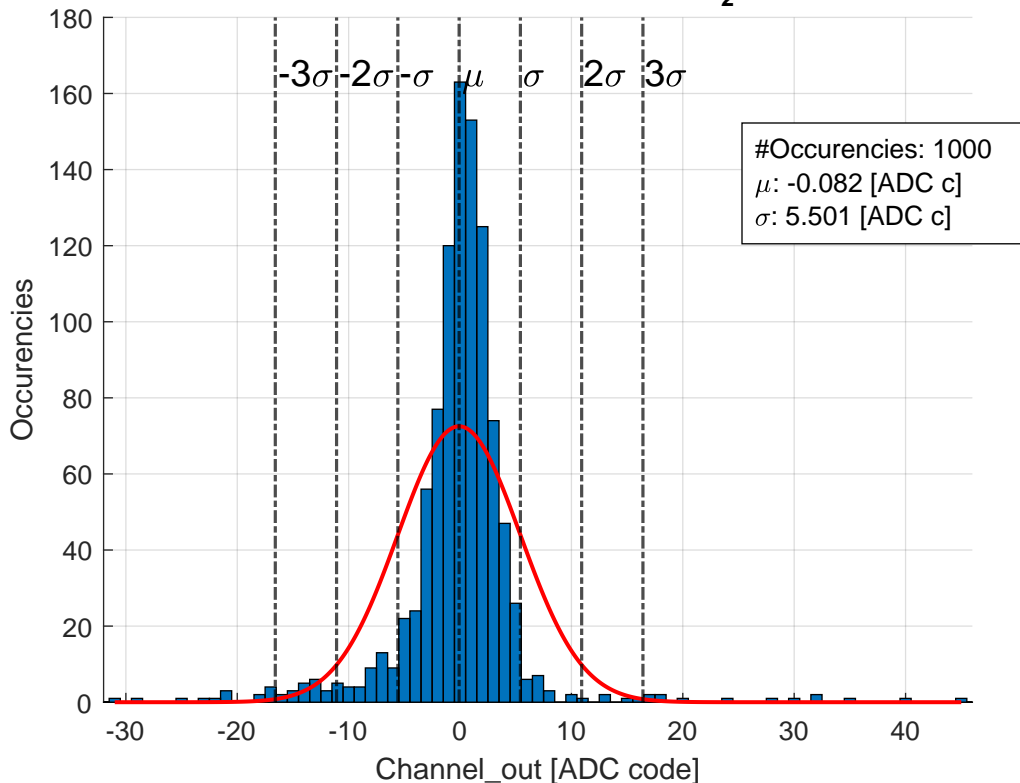 2
180
160
140
120
100
80
60
40
20
0
-3σ -2σ -σ μ σ 2σ 3σ
#Occurencies: 1000
μ: -0.082 [ADC c]
σ: 5.501 [ADC c]
Occurencies
-30 -20 -10 0 10 20 30 40
Channel_out [ADC code]